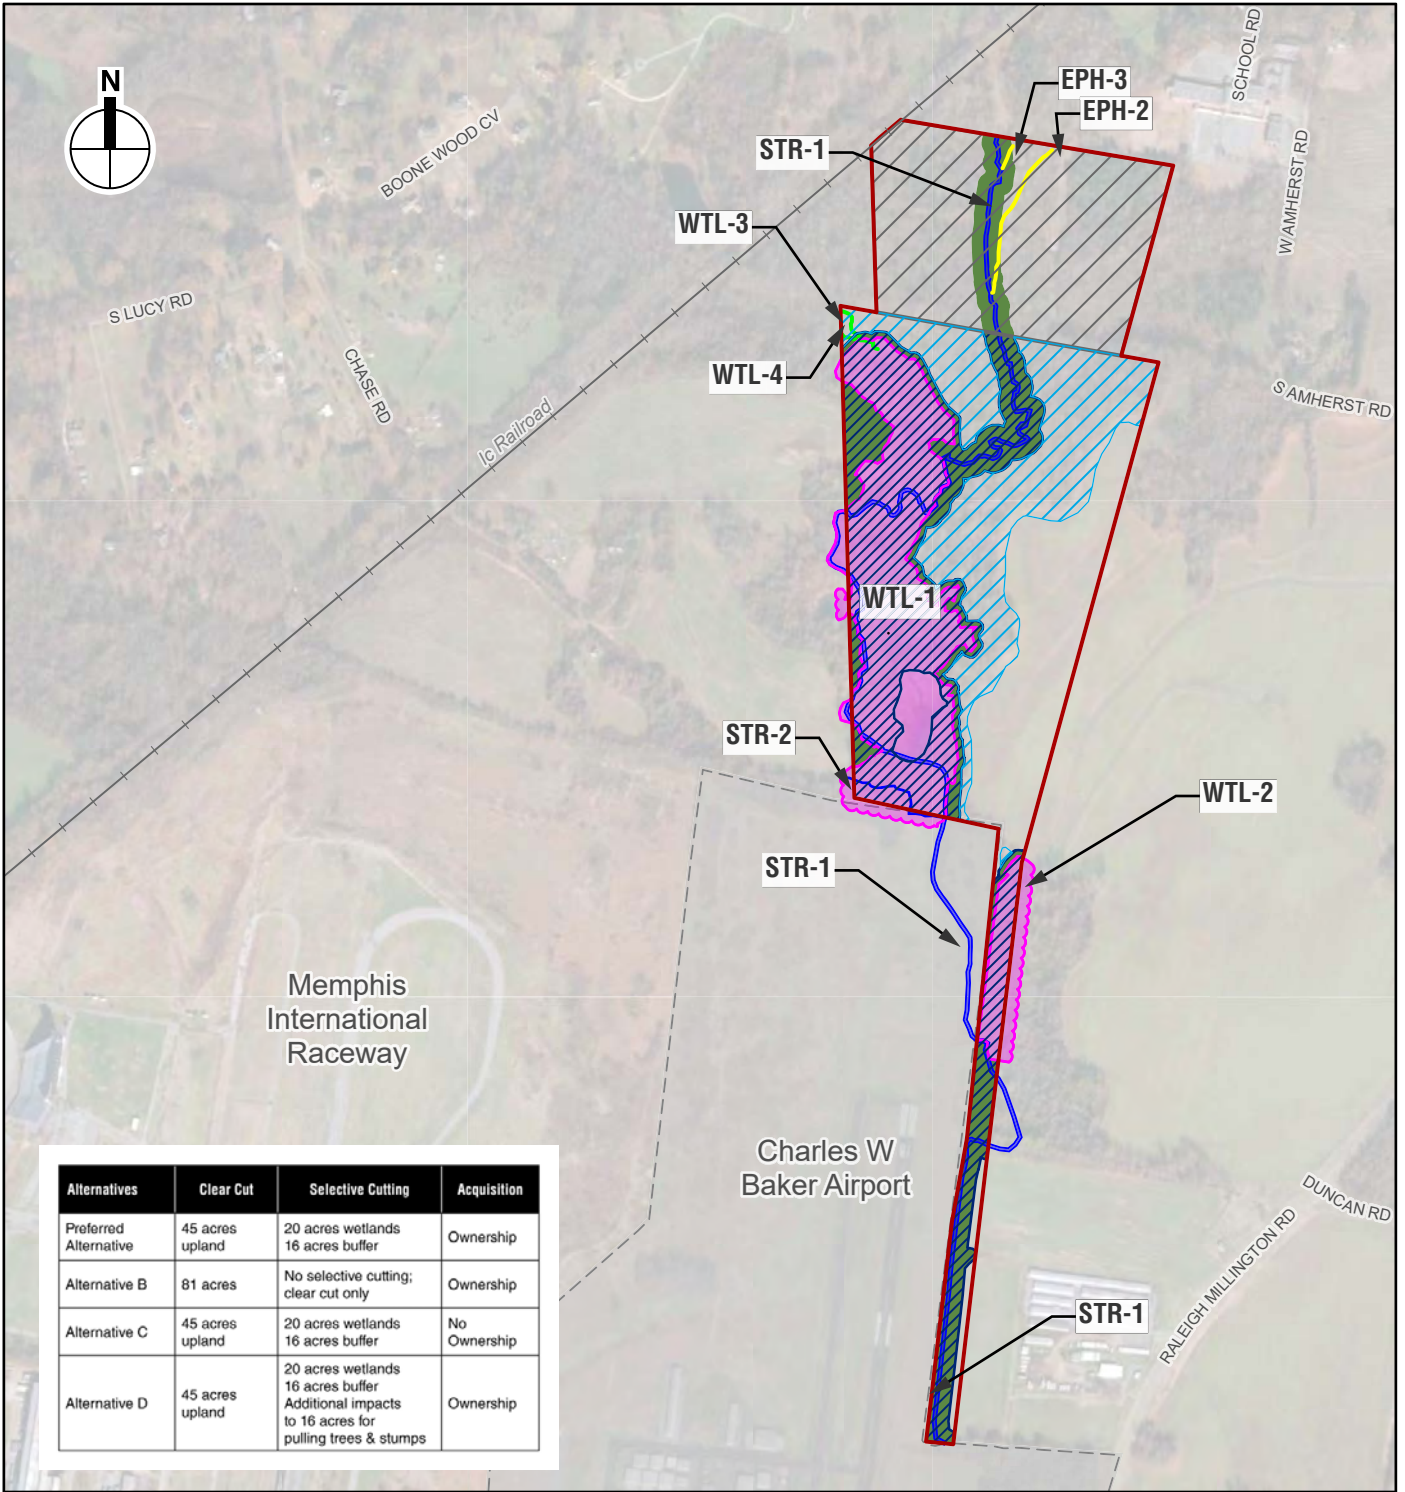 N
SCHOOL RD
EPH-3
EPH-2
BOONE WOOD CV
STR-1
W AMHERST RD
WTL-3
S LUCY RD
WTL-4
CHASE RD
S AMHERST RD
Ic Railroad
WTL-1
STR-2
WTL-2
STR-1
Memphis
International
Raceway
Charles W
Baker Airport
DUNCAN RD
RALEIGH MILLINGTON RD
STR-1
Alternatives Clear Cut Selective Cutting Acquisition
Preferred Alternative 45 acres upland 20 acres wetlands 16 acres buffer Ownership
Alternative B 81 acres No selective cutting; clear cut only Ownership
Alternative C 45 acres upland 20 acres wetlands 16 acres buffer No Ownership
Alternative D 45 acres upland 20 acres wetlands 16 acres buffer Additional impacts to 16 acres for pulling trees & stumps Ownership